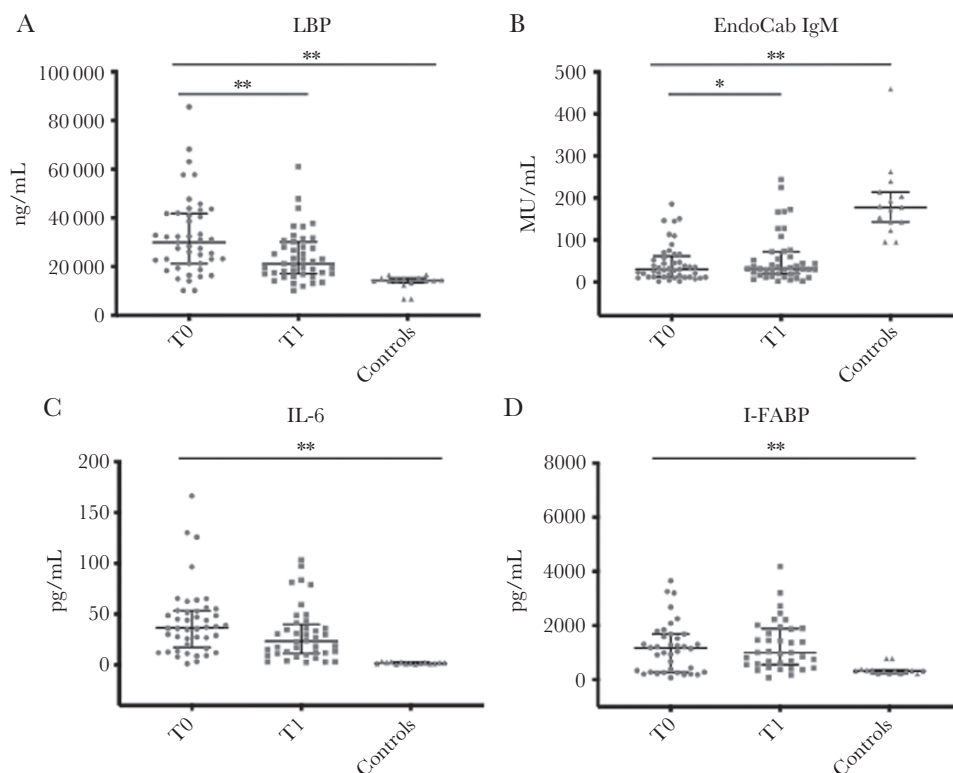 A
LBP
**
**
100 000
80 000
60 000
40 000
20 000
0
ng/mL
T0
T1
Controls
B
EndoCab IgM
**
*
500
400
300
200
100
0
MU/mL
T0
T1
Controls
C
IL-6
**
200
150
100
50
0
pg/mL
T0
T1
Controls
D
I-FABP
**
8000
6000
4000
2000
0
pg/mL
T0
T1
Controls